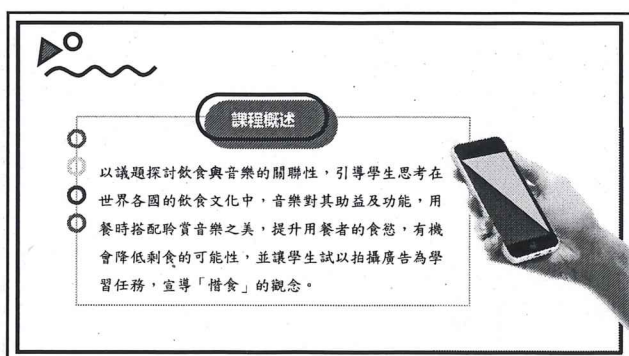 課程概述
以議題探討飲食與音樂的關聯性，引導學生思考在
世界各國的飲食文化中，音樂對其助益及功能，用
餐時搭配聆賞音樂之美，提升用餐者的食慾，有機
會降低剩食的可能性，並讓學生試以拍攝廣告為學
習任務，宣導「惜食」的觀念。